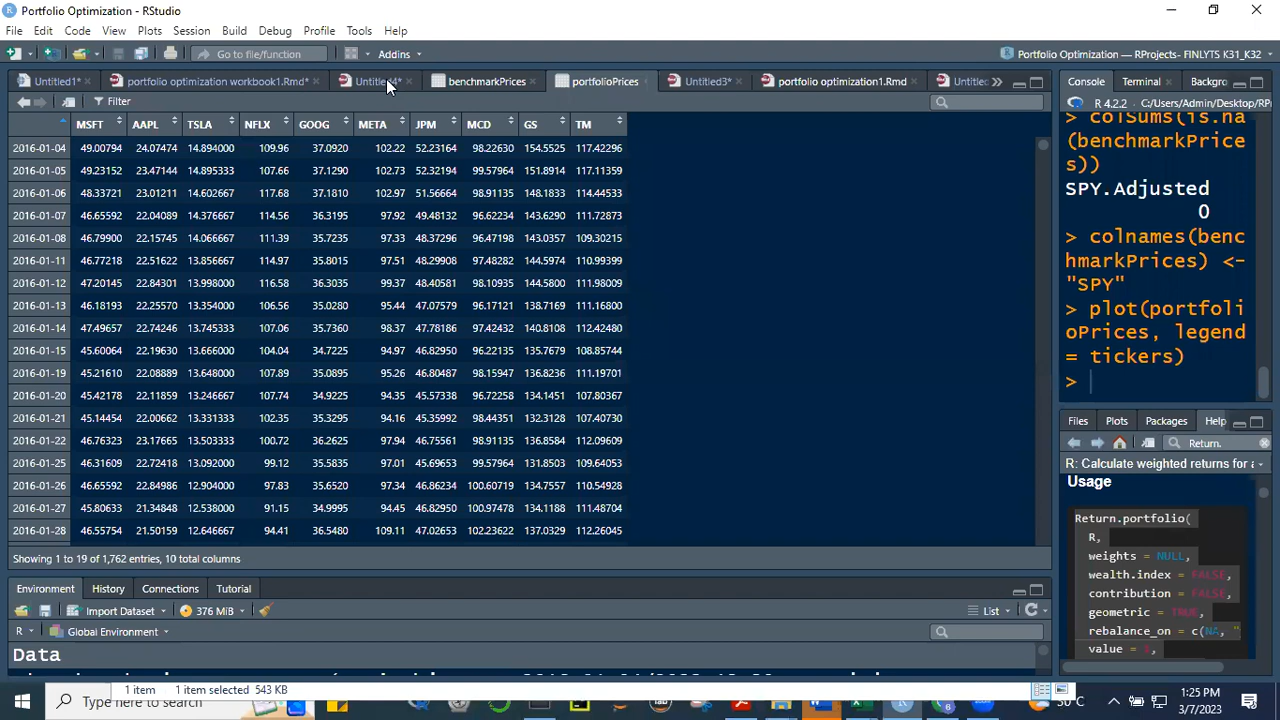 Portfolio Optimization - RStudio
File Edit Code View Plots Session Build Debug Profile Tools Help
Go to file/function Addins Portfolio Optimization — RProjects- FINLYTS K31_K32
Untitled1* portfolio optimization workbook1.Rmd* Untitled4* benchmarkPrices portfolioPrices Untitled3* portfolio optimization1.Rmd Untitled
Filter
MSFT AAPL TSLA NFLX GOOG META JPM MCD GS TM
2016-01-04 49.00794 24.07474 14.894000 109.96 37.0920 102.22 52.23164 98.22637 154.5525 117.42296
2016-01-05 49.23152 23.47144 14.895333 107.66 37.1290 102.73 52.32194 99.57964 151.8914 117.11359
2016-01-06 48.33721 23.01211 14.602667 117.68 37.1810 102.97 51.56664 98.91135 148.1833 114.44533
2016-01-07 46.65592 22.04089 14.376667 114.56 36.3195 97.92 49.48132 96.62234 143.6290 111.72873
2016-01-08 46.79900 22.15745 14.066667 111.39 35.7235 97.33 48.37296 96.47198 143.0357 109.30215
2016-01-11 46.77218 22.51622 13.856667 114.97 35.8015 97.51 48.29908 97.48282 144.5974 110.99399
2016-01-12 47.20145 22.84301 13.998000 116.58 36.3035 99.37 48.40581 98.10935 144.5800 111.98009
2016-01-13 46.18193 22.25570 13.354000 106.56 35.0280 95.44 47.07579 96.17121 138.7169 111.16800
2016-01-14 47.49657 22.74246 13.745333 107.06 35.7360 98.37 47.78186 97.42432 140.8108 112.42480
2016-01-15 45.60064 22.19630 13.666000 104.04 34.7225 94.97 46.82950 96.22135 135.7679 108.85744
2016-01-19 45.21610 22.08889 13.648000 107.89 35.0895 95.26 46.80487 98.15947 136.8236 111.19701
2016-01-20 45.42178 22.11859 13.246667 107.74 34.9225 94.35 45.57338 96.72258 134.1451 107.80367
2016-01-21 45.14454 22.00662 13.331333 102.35 35.3295 94.16 45.35992 98.44351 132.3128 107.40730
2016-01-22 46.76323 23.17665 13.503333 100.72 36.2625 97.94 46.75561 98.91135 136.8584 112.09609
2016-01-25 46.31609 22.72418 13.092000 99.12 35.5835 97.01 45.69653 99.57964 131.8503 109.64053
2016-01-26 46.65592 22.84986 12.904000 97.83 35.6520 97.34 46.86234 100.60719 134.7557 110.54928
2016-01-27 45.80633 21.34848 12.538000 91.15 34.9995 94.45 46.82950 100.97478 134.1188 111.48704
2016-01-28 46.55754 21.50159 12.646667 94.41 36.5480 109.11 47.02653 102.23622 137.0329 112.26045
Showing 1 to 19 of 1,762 entries, 10 total columns
Environment History Connections Tutorial
Import Dataset 376 MiB List
R Global Environment
Data
Console Terminal Backgro
R 4.2.2 · C:/Users/Admin/Desktop/RP
> colSums(is.na
(benchmarkPrice
s))
SPY.Adjusted
0
> colnames(benc
hmarkPrices) <-
"SPY"
> plot(portfoli
oPrices, legend
= tickers)
>
Files Plots Packages Help
Return.
R: Calculate weighted returns for a
Usage
Return.portfolio(
R,
weights = NULL,
wealth.index = FALSE,
contribution = FALSE,
geometric = TRUE,
rebalance_on = c(NA, "
value = 1,
1 item 1 item selected 543 KB
Type here to search
30°C
1:25 PM
3/7/2023